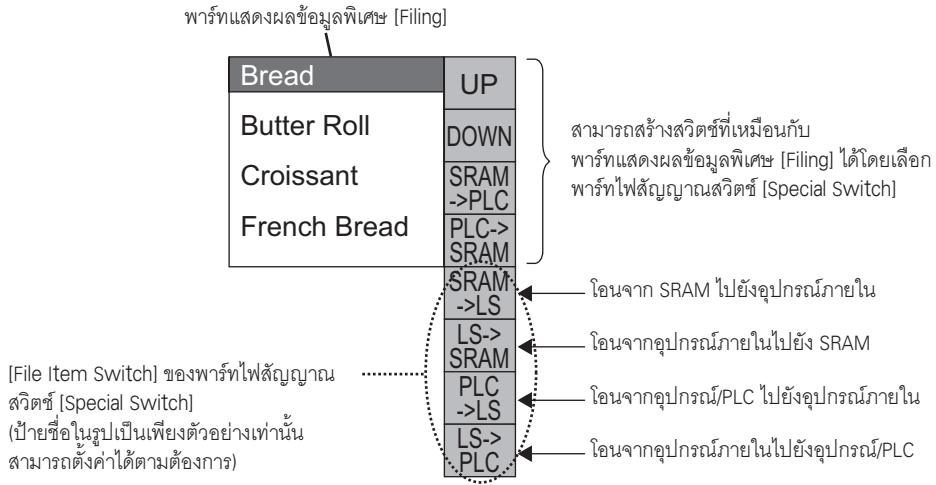 พาร์ทแสดงผลข้อมูลพิเศษ [Filing]
Bread
Butter Roll
Croissant
French Bread
UP
DOWN
SRAM
->PLC
PLC->
SRAM
SRAM
->LS
LS->
SRAM
PLC
->LS
LS->
PLC
สามารถสร้างสวิตช์ที่เหมือนกับ
พาร์ทแสดงผลข้อมูลพิเศษ [Filing] ได้โดยเลือก
พาร์ทไฟสัญญาณสวิตช์ [Special Switch]
โอนจาก SRAM ไปยังอุปกรณ์ภายใน
โอนจากอุปกรณ์ภายในไปยัง SRAM
โอนจากอุปกรณ์/PLC ไปยังอุปกรณ์ภายใน
โอนจากอุปกรณ์ภายในไปยังอุปกรณ์/PLC
[File Item Switch] ของพาร์ทไฟสัญญาณ
สวิตช์ [Special Switch]
(ป้ายชื่อในรูปเป็นเพียงตัวอย่างเท่านั้น
สามารถตั้งค่าได้ตามต้องการ)